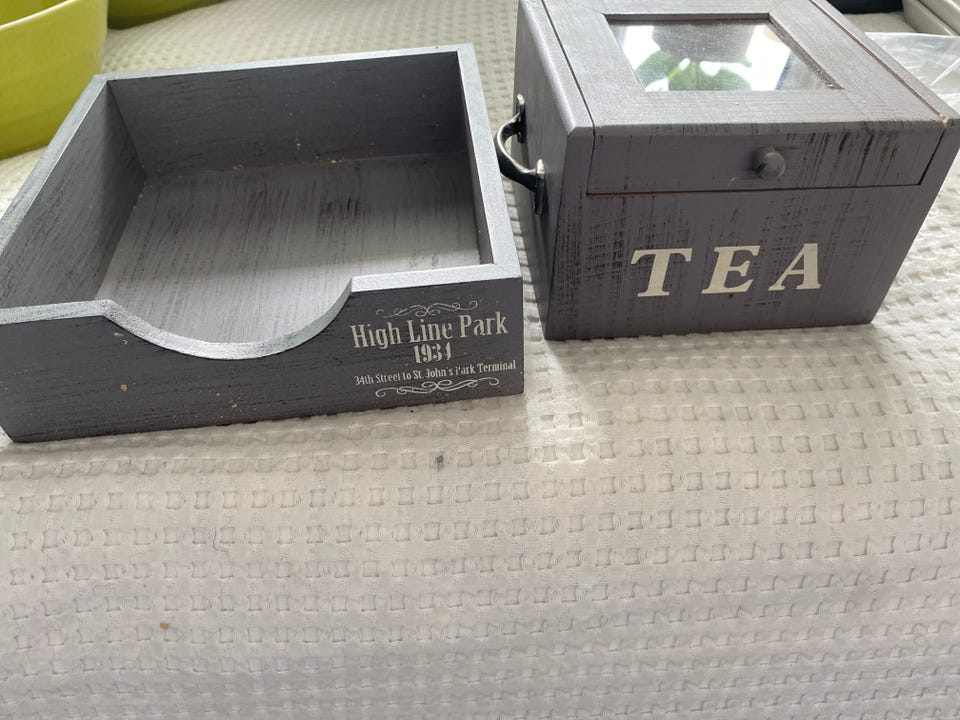 High Line Park
1934
34th Street to St. John's Park Terminal
TEA